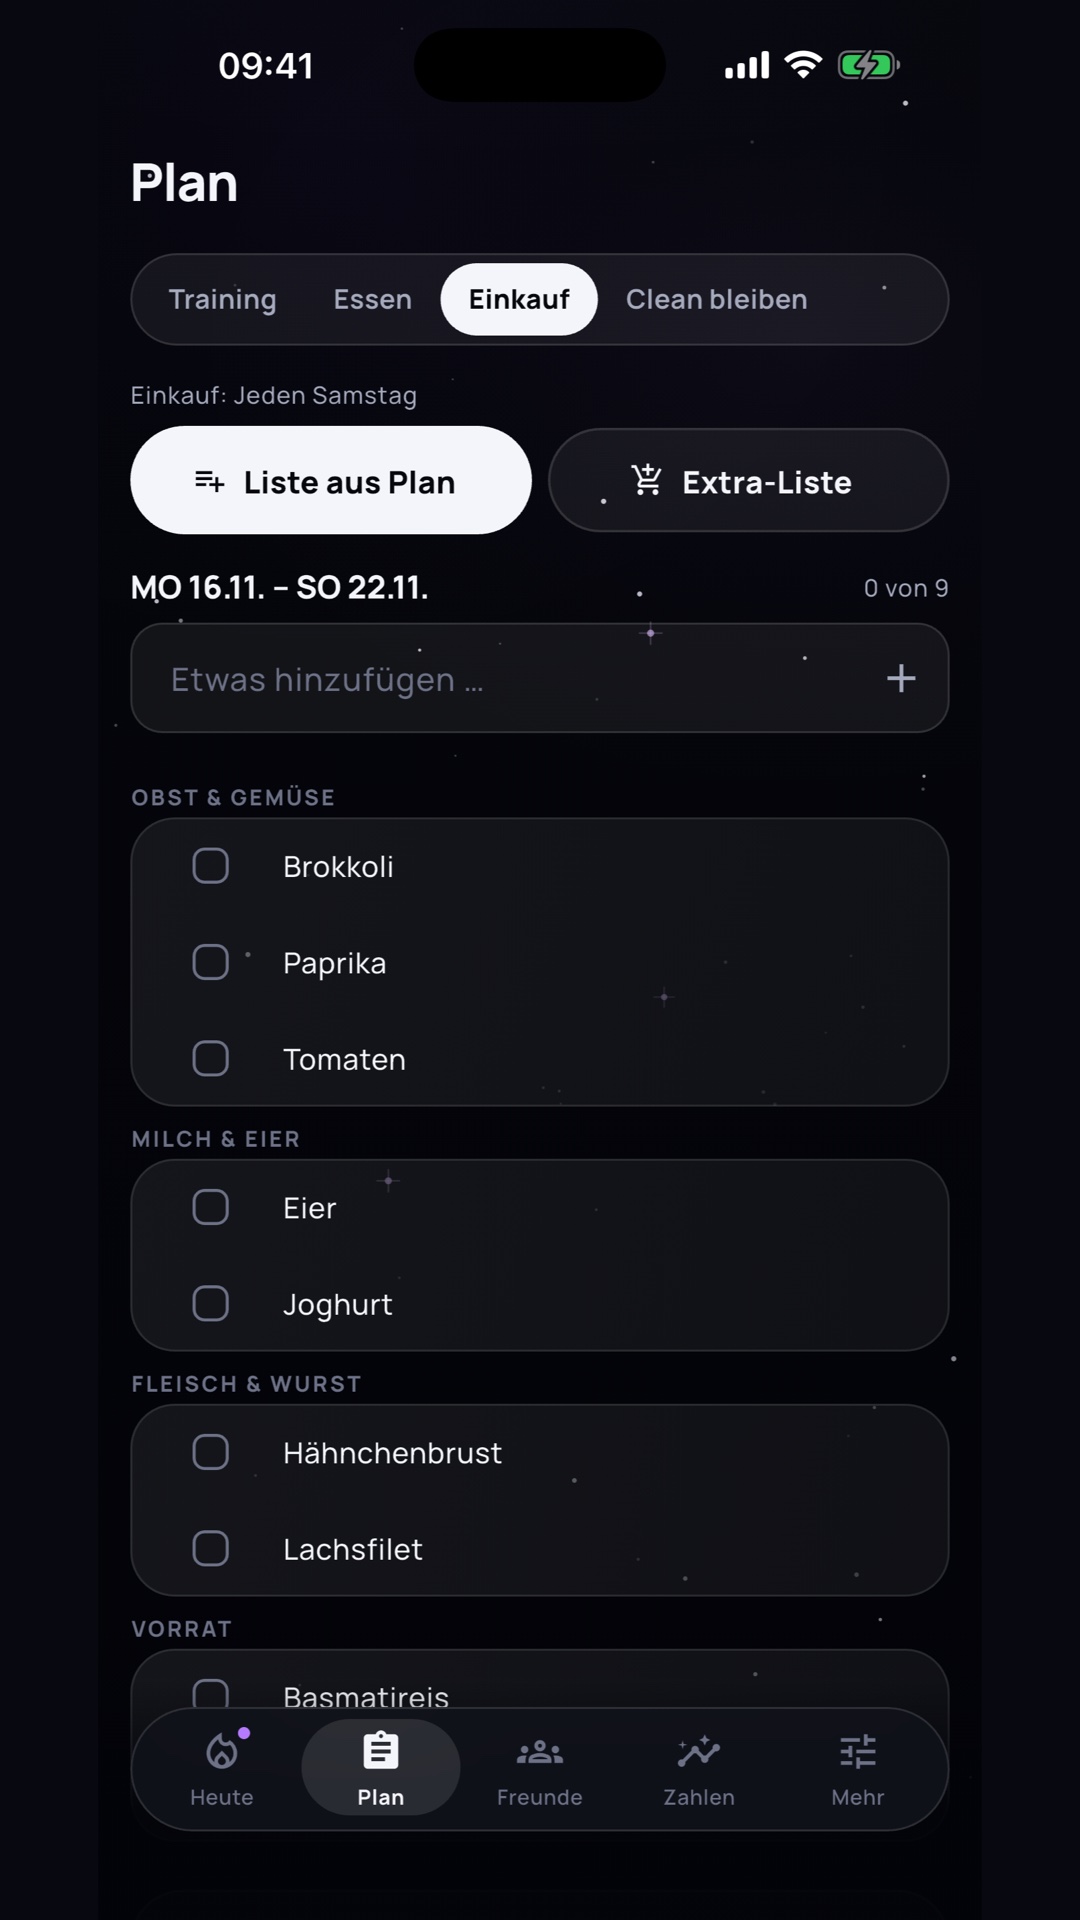 09:41
Plan
Training Essen Einkauf Clean bleiben
Einkauf: Jeden Samstag
Liste aus Plan Extra-Liste
MO 16.11. – SO 22.11. 0 von 9
Etwas hinzufügen ...
OBST & GEMÜSE
Brokkoli
Paprika
Tomaten
MILCH & EIER
Eier
Joghurt
FLEISCH & WURST
Hähnchenbrust
Lachsfilet
VORRAT
Basmatireis
Heute Plan Freunde Zahlen Mehr